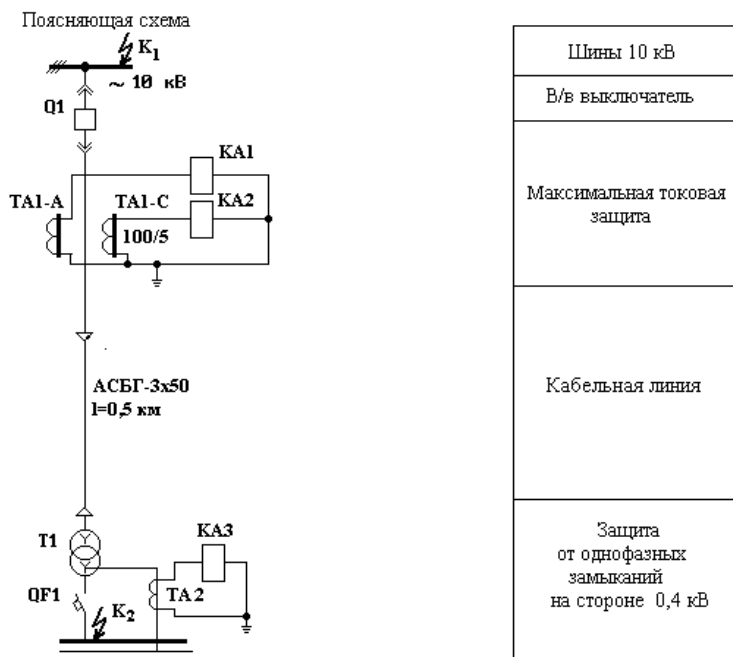 Поясняющая схема
K1
~ 10 кВ
Q1
KA1
TA1-A
TA1-C
KA2
100/5
АСБГ-3х50
l=0,5 км
T1
KA3
QF1
TA 2
K2
Шины 10 кВ
В/в выключатель
Максимальная токовая
защита
Кабельная линия
Защита
от однофазных
замыканий
на стороне 0,4 кВ